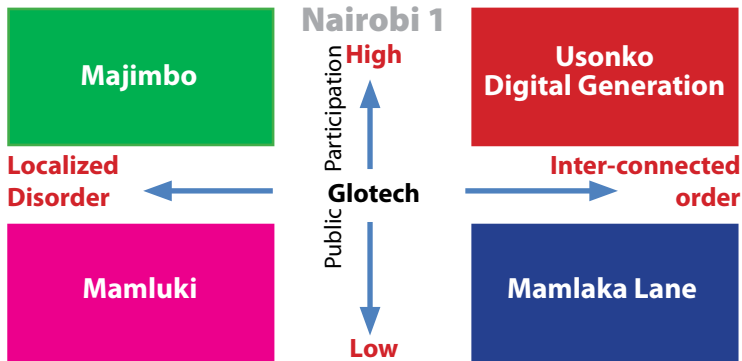 Nairobi 1
High
Majimbo
Usonko
Digital Generation
Public Participation
Localized
Disorder
Glotech
Inter-connected
order
Mamluki
Mamlaka Lane
Low